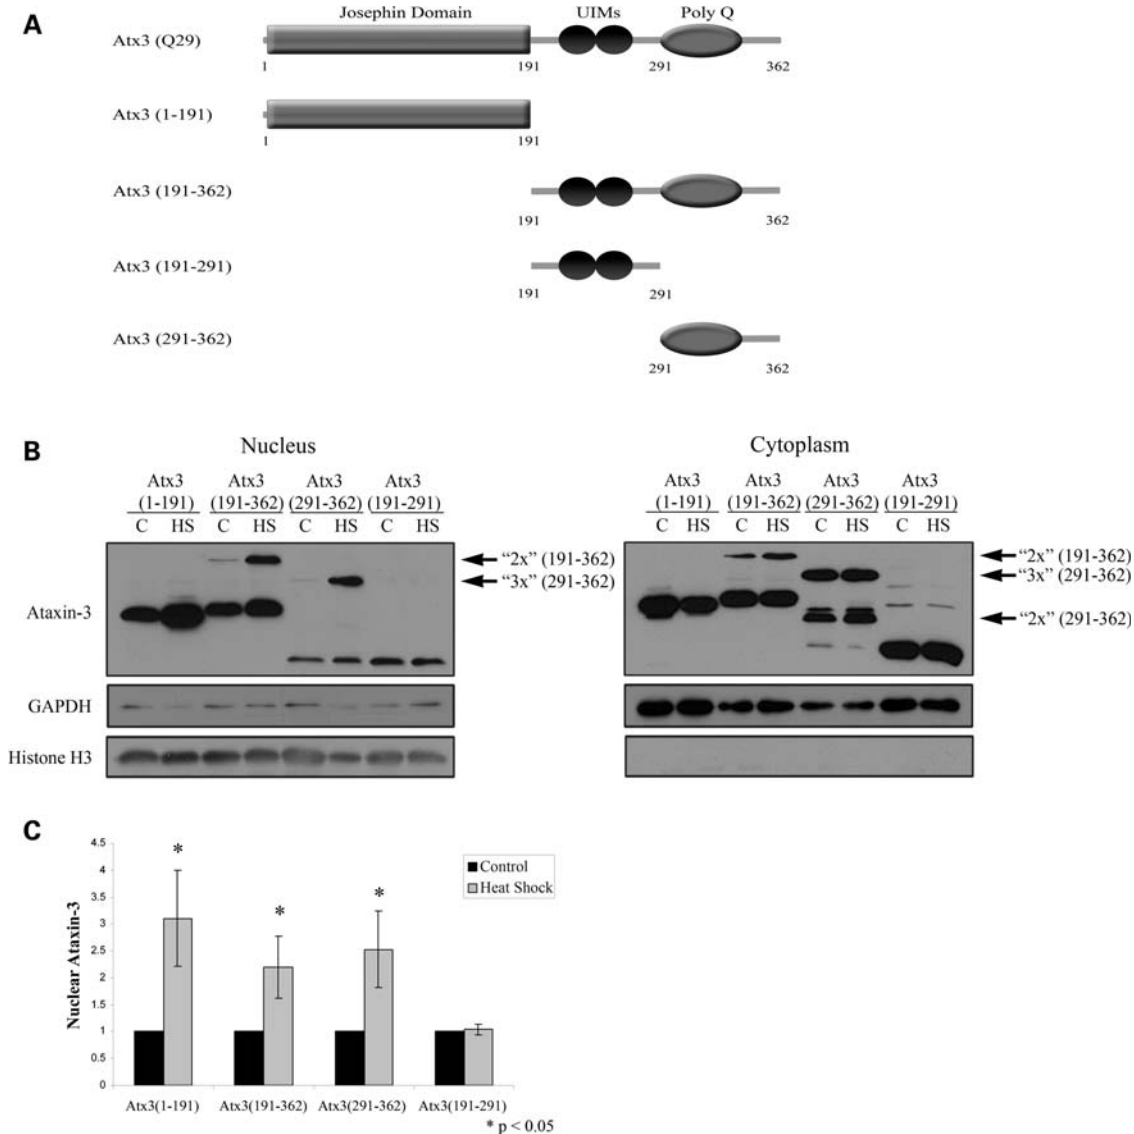 A
Josephin Domain UIMs Poly Q
Atx3 (Q29)
1 191 291 362
Atx3 (1-191)
1 191
Atx3 (191-362)
191 362
Atx3 (191-291)
191 291
Atx3 (291-362)
291 362
B
Nucleus Cytoplasm
Atx3 Atx3 Atx3 Atx3 Atx3 Atx3 Atx3 Atx3
(1-191) (191-362) (291-362) (191-291) (1-191) (191-362) (291-362) (191-291)
C HS C HS C HS C HS C HS C HS C HS C HS
"2x" (191-362) "2x" (191-362)
"3x" (291-362) "3x" (291-362)
Ataxin-3 "2x" (291-362)
GAPDH
Histone H3
C
4.5
4
3.5
3
2.5
2
1.5
1
0.5
0
Nuclear Ataxin-3
* * *
Control
Heat Shock
Atx3(1-191) Atx3(191-362) Atx3(291-362) Atx3(191-291)
* p < 0.05